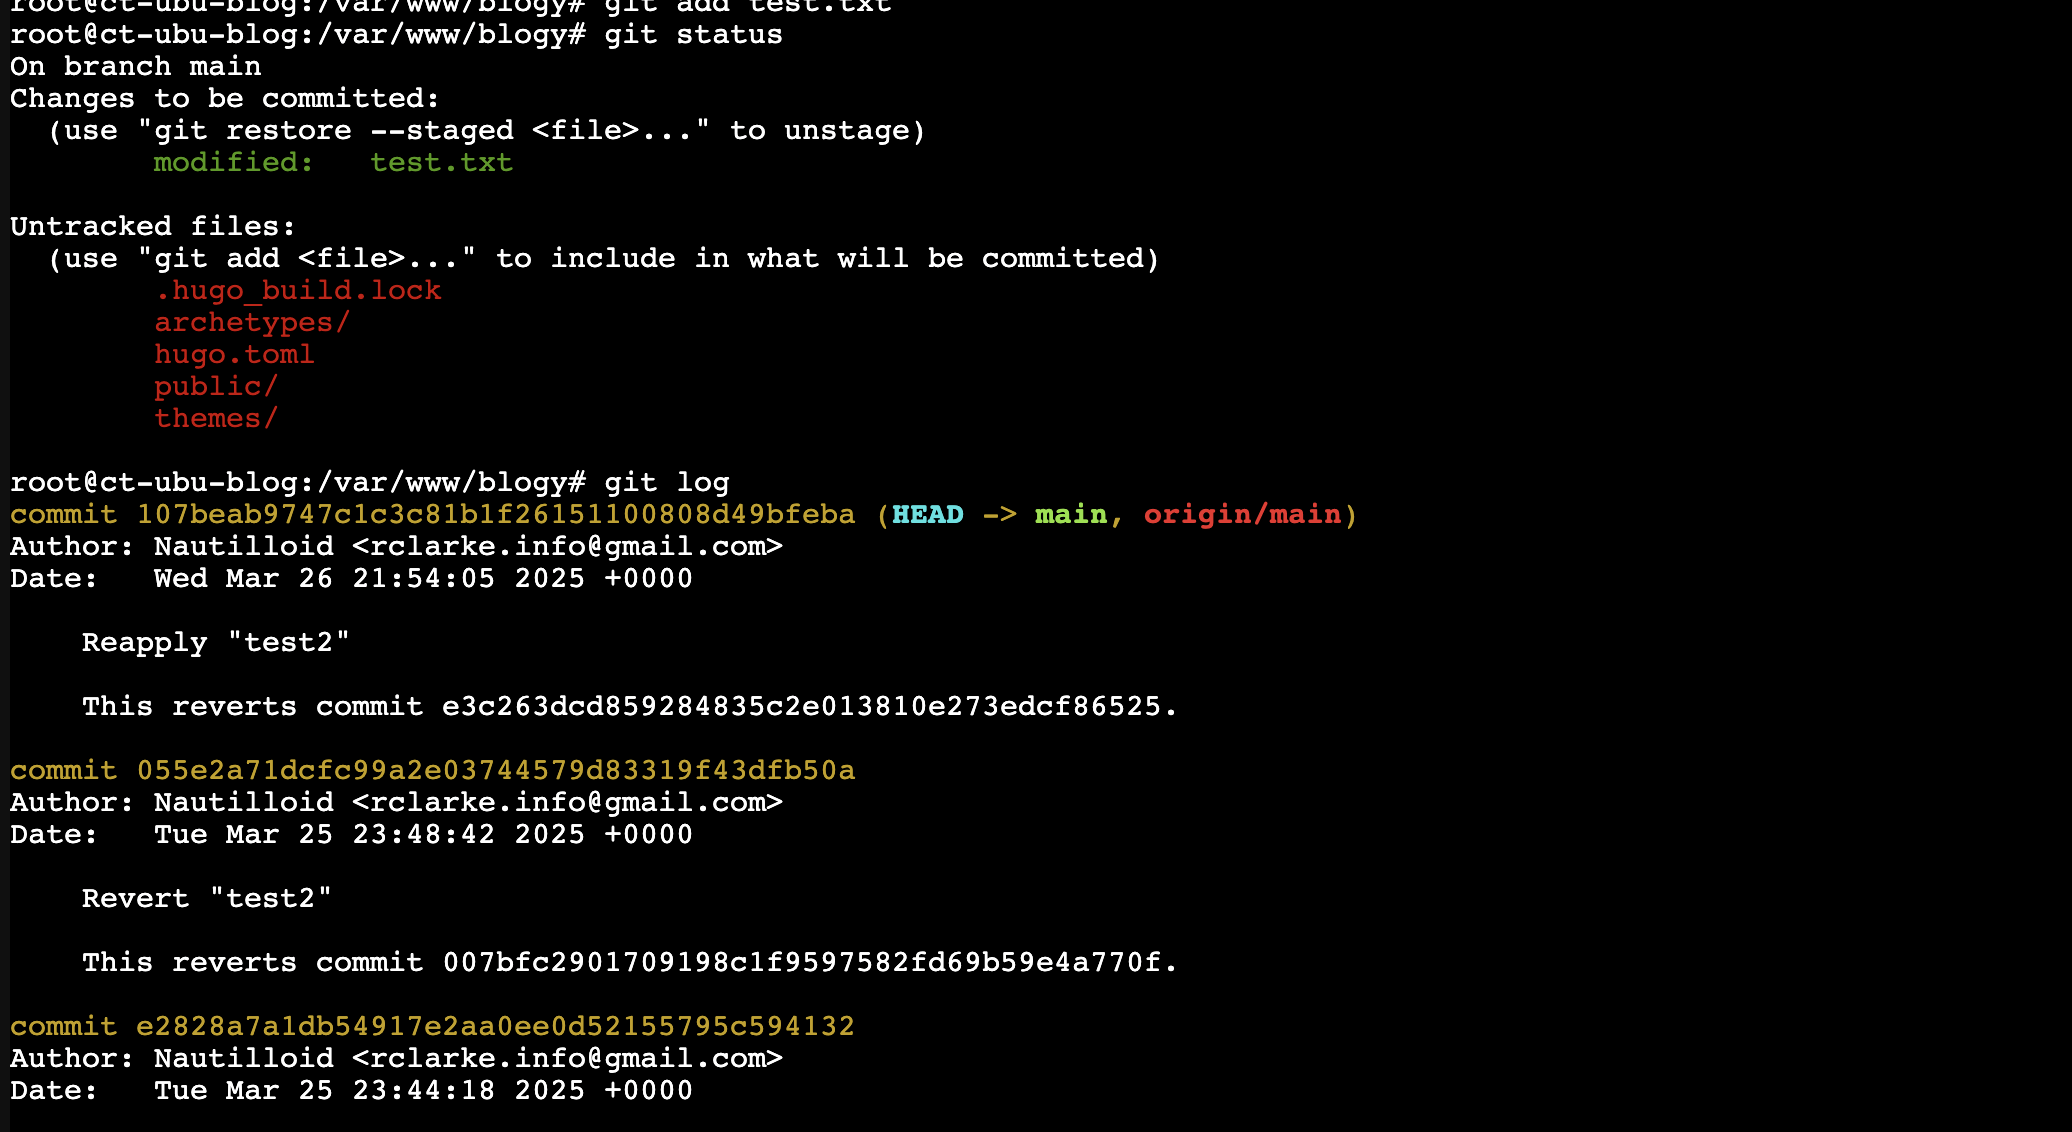 root@ct-ubu-blog:/var/www/blogy# git add test.txt
root@ct-ubu-blog:/var/www/blogy# git status
On branch main
Changes to be committed:
  (use "git restore --staged <file>..." to unstage)
        modified:   test.txt

Untracked files:
  (use "git add <file>..." to include in what will be committed)
        .hugo_build.lock
        archetypes/
        hugo.toml
        public/
        themes/

root@ct-ubu-blog:/var/www/blogy# git log
commit 107beab9747c1c3c81b1f26151100808d49bfeba (HEAD -> main, origin/main)
Author: Nautilloid <rclarke.info@gmail.com>
Date:   Wed Mar 26 21:54:05 2025 +0000

    Reapply "test2"

    This reverts commit e3c263dcd859284835c2e013810e273edcf86525.

commit 055e2a71dcfc99a2e03744579d83319f43dfb50a
Author: Nautilloid <rclarke.info@gmail.com>
Date:   Tue Mar 25 23:48:42 2025 +0000

    Revert "test2"

    This reverts commit 007bfc2901709198c1f9597582fd69b59e4a770f.

commit e2828a7a1db54917e2aa0ee0d52155795c594132
Author: Nautilloid <rclarke.info@gmail.com>
Date:   Tue Mar 25 23:44:18 2025 +0000